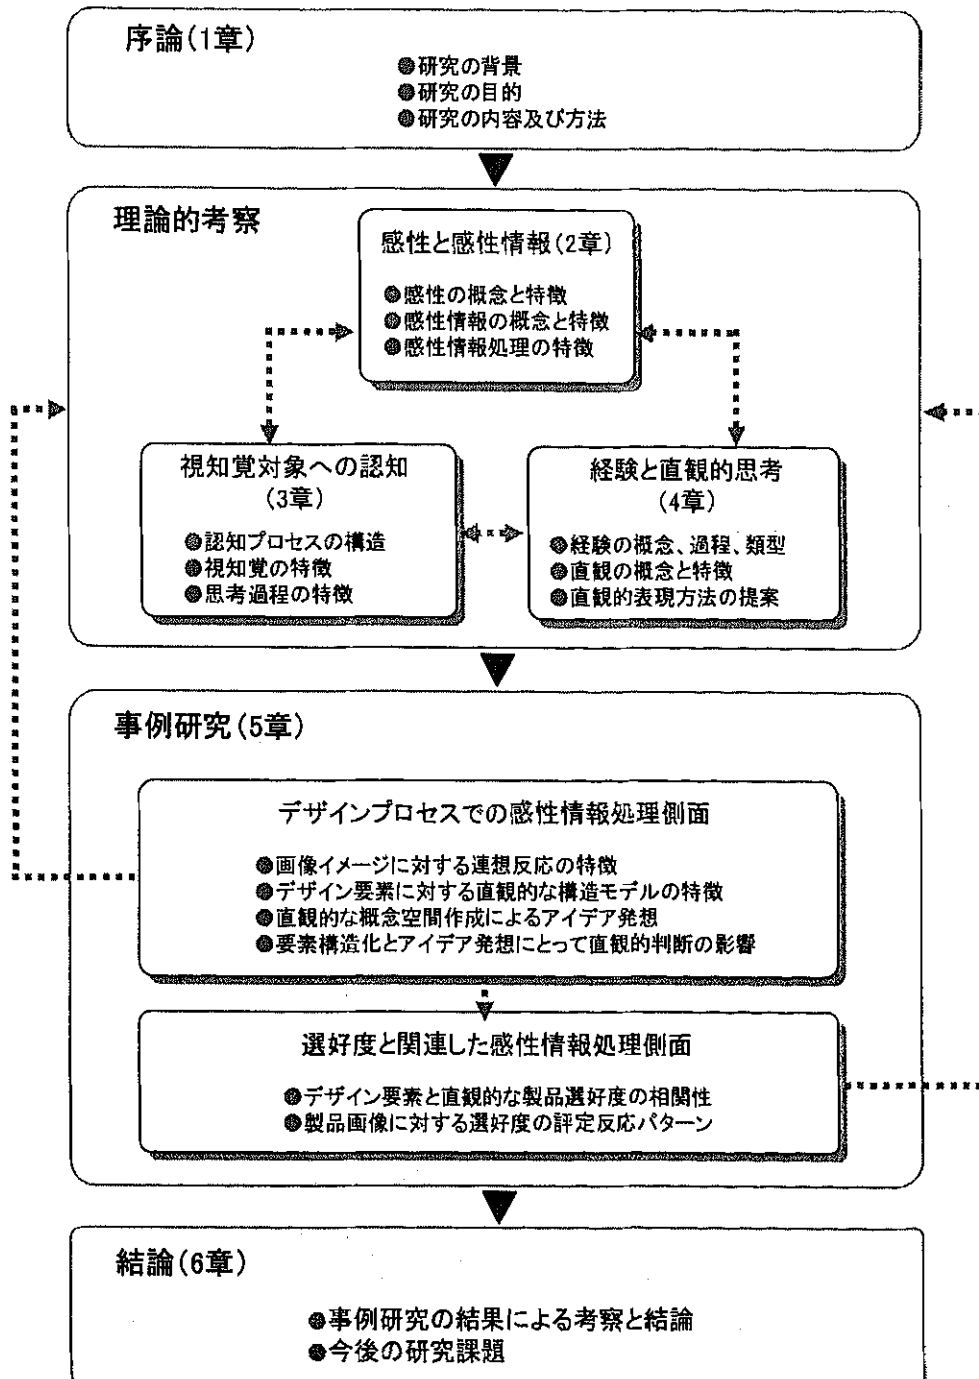 序論(1章)
●研究の背景
●研究の目的
●研究の内容及び方法
理論的考察
感性と感性情報(2章)
●感性の概念と特徴
●感性情報の概念と特徴
●感性情報処理の特徴
視知覚対象への認知
(3章)
●認知プロセスの構造
●視知覚の特徴
●思考過程の特徴
経験と直観的思考
(4章)
●経験の概念、過程、類型
●直観の概念と特徴
●直観的表現方法の提案
事例研究(5章)
デザインプロセスでの感性情報処理側面
●画像イメージに対する連想反応の特徴
●デザイン要素に対する直観的な構造モデルの特徴
●直観的な概念空間作成によるアイデア発想
●要素構造化とアイデア発想にとって直観的判断の影響
選好度と関連した感性情報処理側面
●デザイン要素と直観的な製品選好度の相関性
●製品画像に対する選好度の評定反応パターン
結論(6章)
●事例研究の結果による考察と結論
●今後の研究課題